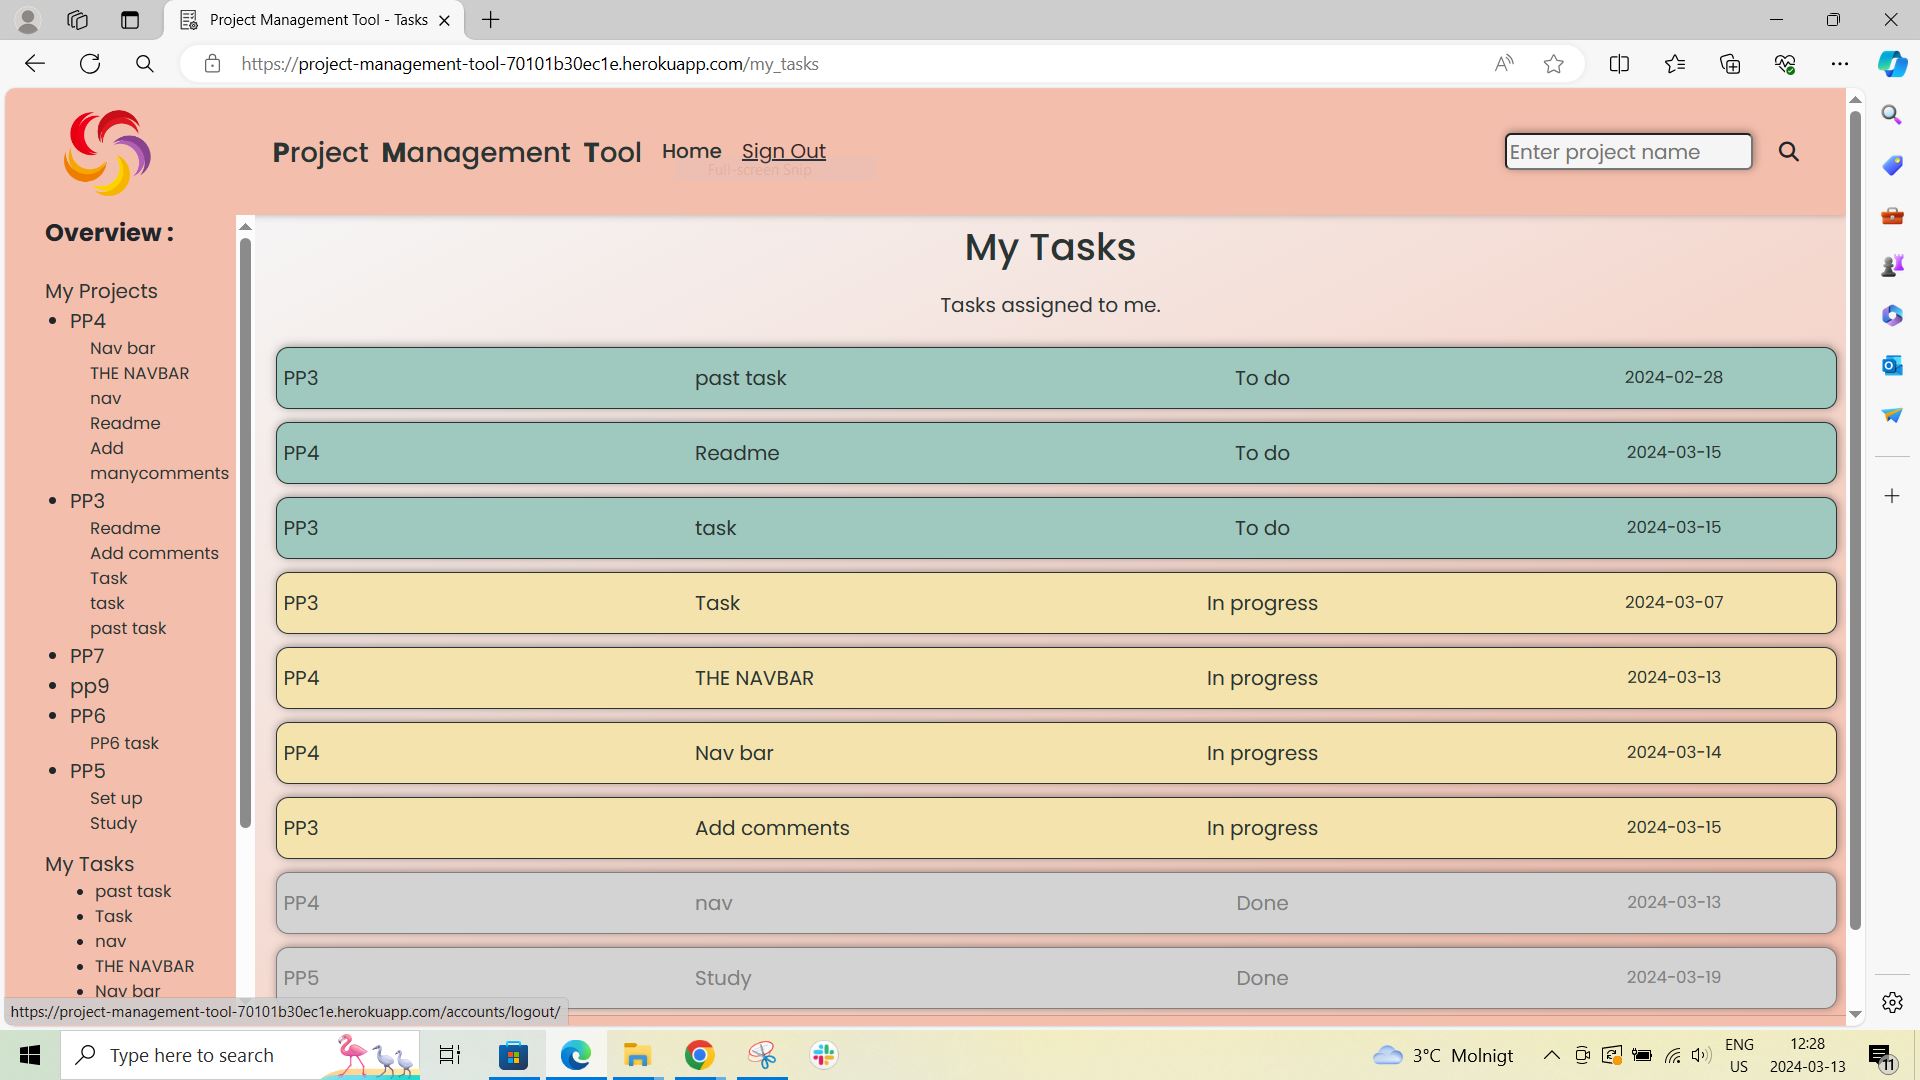 Project Management Tool - Tasks
https://project-management-tool-70101b30ec1e.herokuapp.com/my_tasks
Project Management Tool Home Sign Out
Enter project name
Full-screen Snip
Overview :
My Projects
PP4
Nav bar
THE NAVBAR
nav
Readme
Add
manycomments
PP3
Readme
Add comments
Task
task
past task
PP7
pp9
PP6
PP6 task
PP5
Set up
Study
My Tasks
past task
Task
nav
THE NAVBAR
Nav bar
My Tasks
Tasks assigned to me.
PP3 past task To do 2024-02-28
PP4 Readme To do 2024-03-15
PP3 task To do 2024-03-15
PP3 Task In progress 2024-03-07
PP4 THE NAVBAR In progress 2024-03-13
PP4 Nav bar In progress 2024-03-14
PP3 Add comments In progress 2024-03-15
PP4 nav Done 2024-03-13
PP5 Study Done 2024-03-19
https://project-management-tool-70101b30ec1e.herokuapp.com/accounts/logout/
Type here to search
3°C Molnigt
ENG
US
12:28
2024-03-13
11